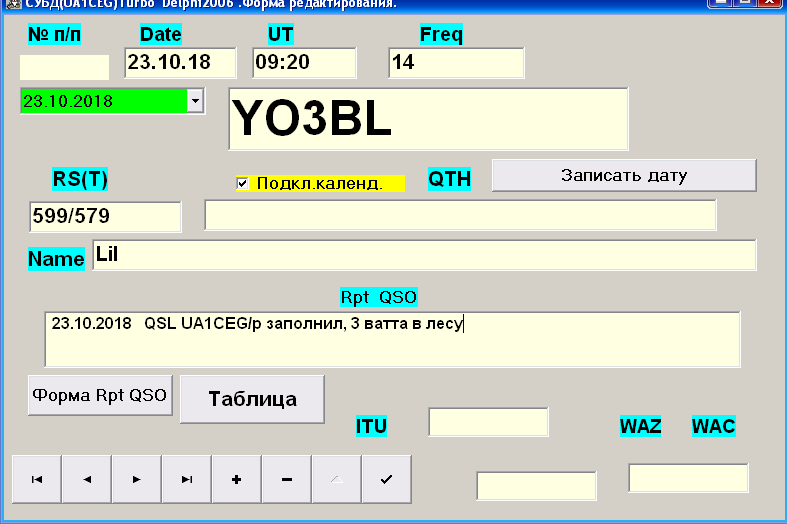 СУБД(UA1CEG)Turbo Delphi2006 .Форма редактирования.
№ п/п Date UT Freq
23.10.18 09:20 14
23.10.2018
YO3BL
RS(T) Подкл.календ. QTH Записать дату
599/579
Name Lil
Rpt QSO
23.10.2018 QSL UA1CEG/p заполнил, 3 ватта в лесу
Форма Rpt QSO Таблица
ITU WAZ WAC